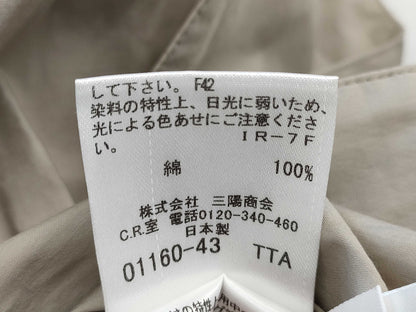 して下さい。 F42
染料の特性上、日光に弱いため、
光による色あせにご注意くださ
い。 IR-7F
綿 100%
株式会社 三陽商会
C.R.室 電話0120-340-460
日本製
01160-43 TTA
の特性